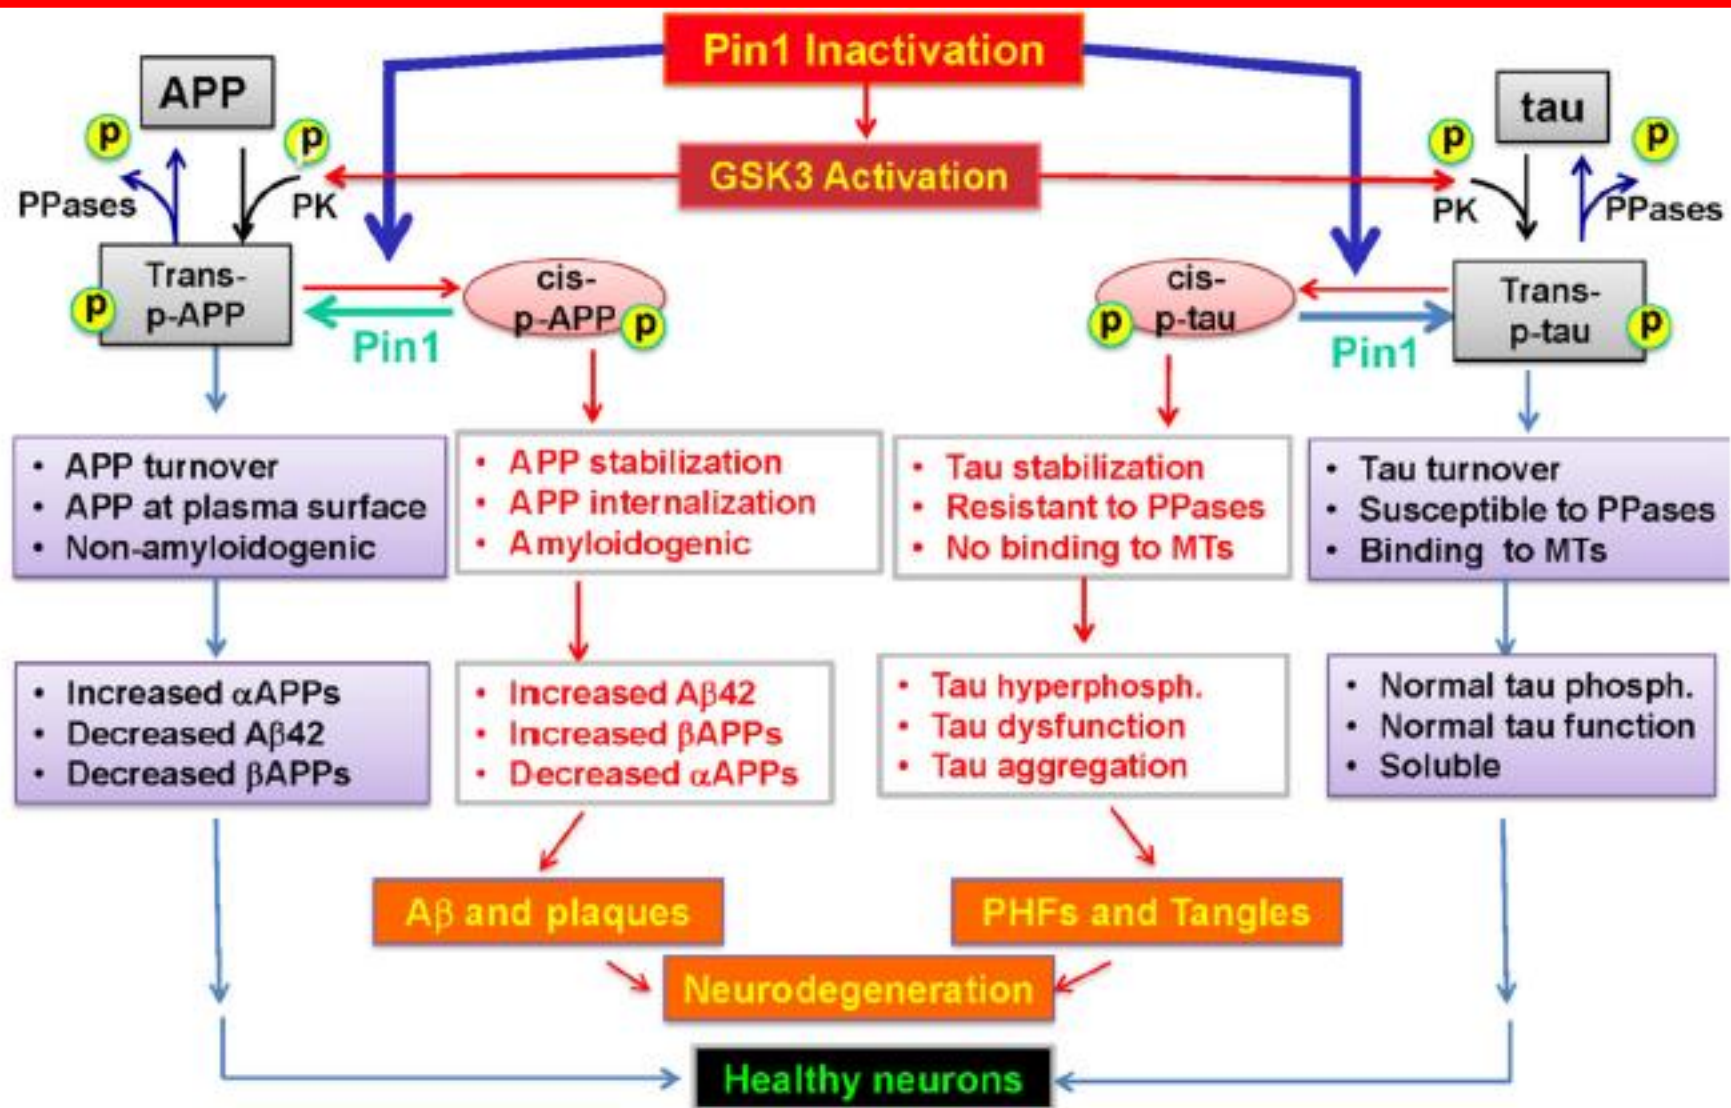 Pin1 Inactivation
APP
tau
p
p
p
p
GSK3 Activation
PPases
PK
PK
PPases
Trans-
p-APP
p
cis-
p-APP
p
Pin1
cis-
p-tau
p
Pin1
Trans-
p-tau
p
• APP turnover
• APP at plasma surface
• Non-amyloidogenic
• APP stabilization
• APP internalization
• Amyloidogenic
• Tau stabilization
• Resistant to PPases
• No binding to MTs
• Tau turnover
• Susceptible to PPases
• Binding to MTs
• Increased αAPPs
• Decreased Aβ42
• Decreased βAPPs
• Increased Aβ42
• Increased βAPPs
• Decreased αAPPs
• Tau hyperphosph.
• Tau dysfunction
• Tau aggregation
• Normal tau phosph.
• Normal tau function
• Soluble
Aβ and plaques
PHFs and Tangles
Neurodegeneration
Healthy neurons